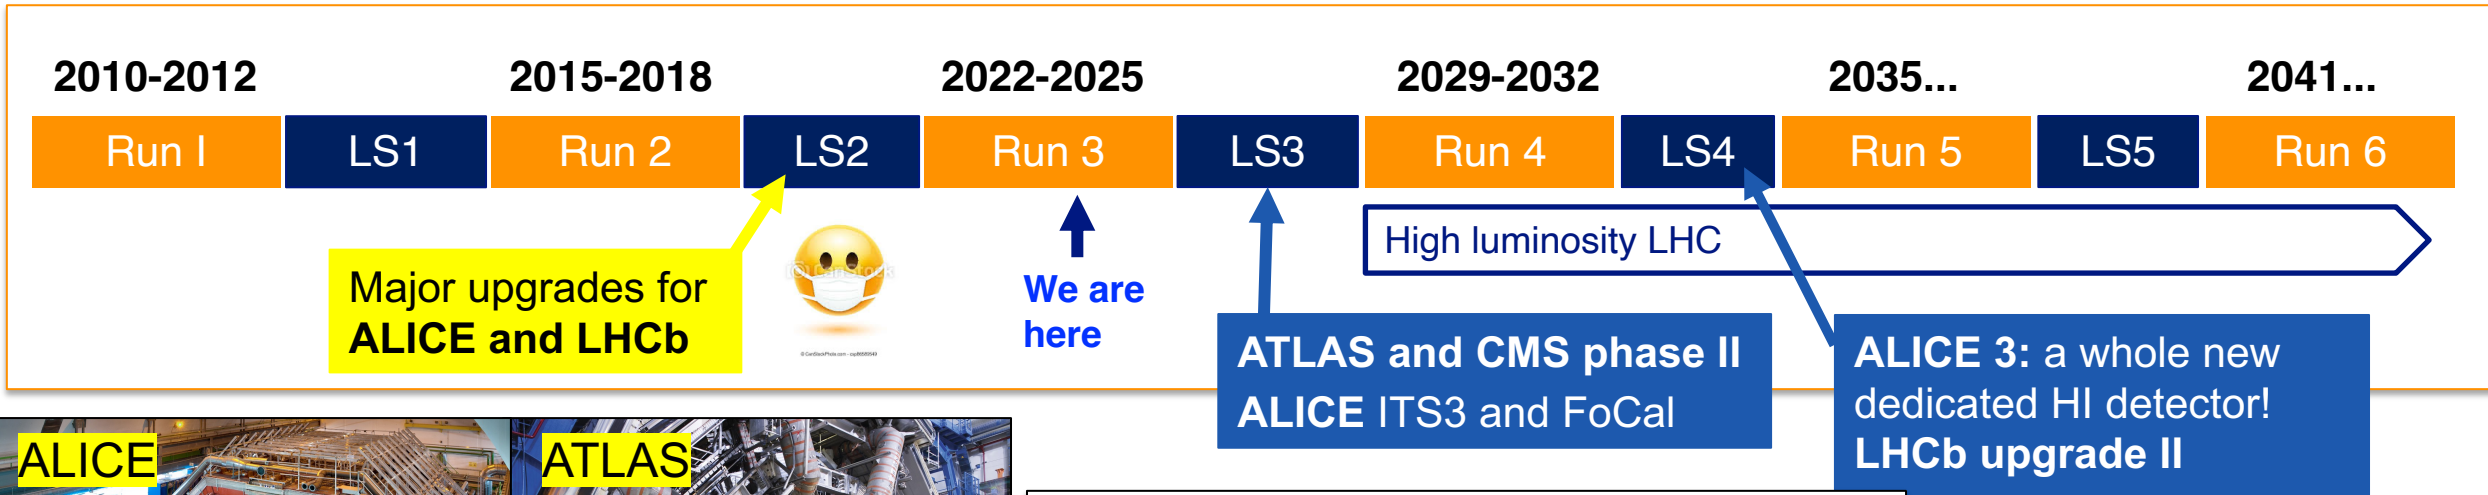 2010-2012 2015-2018 2022-2025 2029-2032 2035... 2041...
Run I LS1 Run 2 LS2 Run 3 LS3 Run 4 LS4 Run 5 LS5 Run 6
High luminosity LHC
Major upgrades for
ALICE and LHCb
We are
here
ATLAS and CMS phase II
ALICE ITS3 and FoCal
ALICE 3: a whole new
dedicated HI detector!
LHCb upgrade II
ALICE
ATLAS